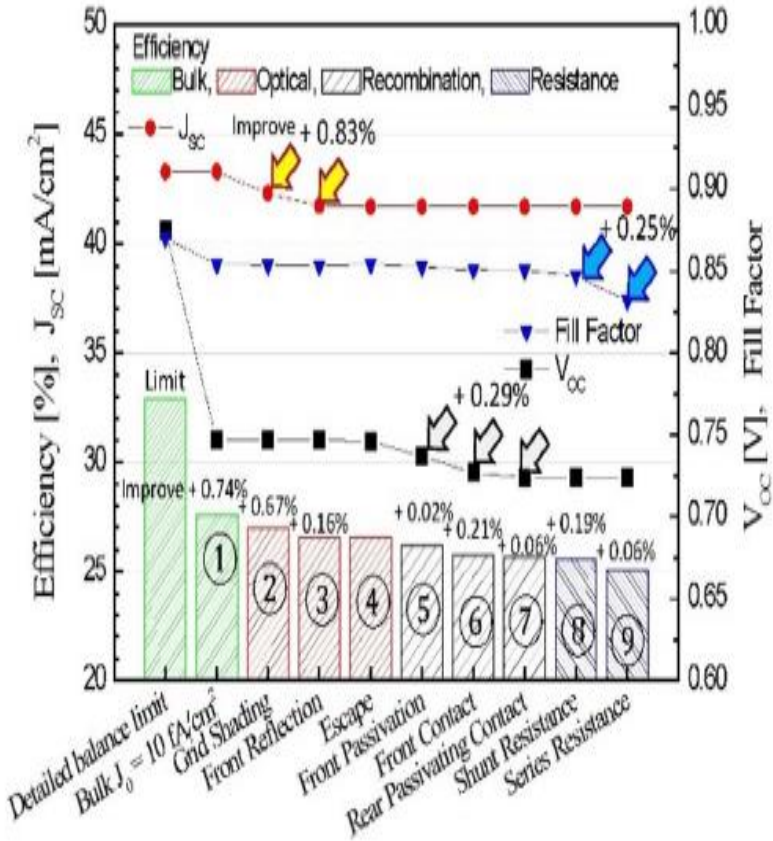 50
45
40
35
30
25
20
Efficiency [%], J_SC [mA/cm²]
1.00
0.95
0.90
0.85
0.80
0.75
0.70
0.65
0.60
V_OC [V], Fill Factor
Efficiency
Bulk, Optical, Recombination, Resistance
J_SC
Improve + 0.83%
+ 0.25%
Fill Factor
V_OC
+ 0.29%
Limit
Improve + 0.74%
+ 0.67%
+ 0.16%
+ 0.02%
+ 0.21%
+ 0.06%
+ 0.19%
+ 0.06%
1
2
3
4
5
6
7
8
9
Detailed balance limit
Bulk J₀ = 10 fA/cm²
Grid Shading
Front Reflection
Escape
Front Passivation
Front Contact
Rear Passivating Contact
Shunt Resistance
Series Resistance